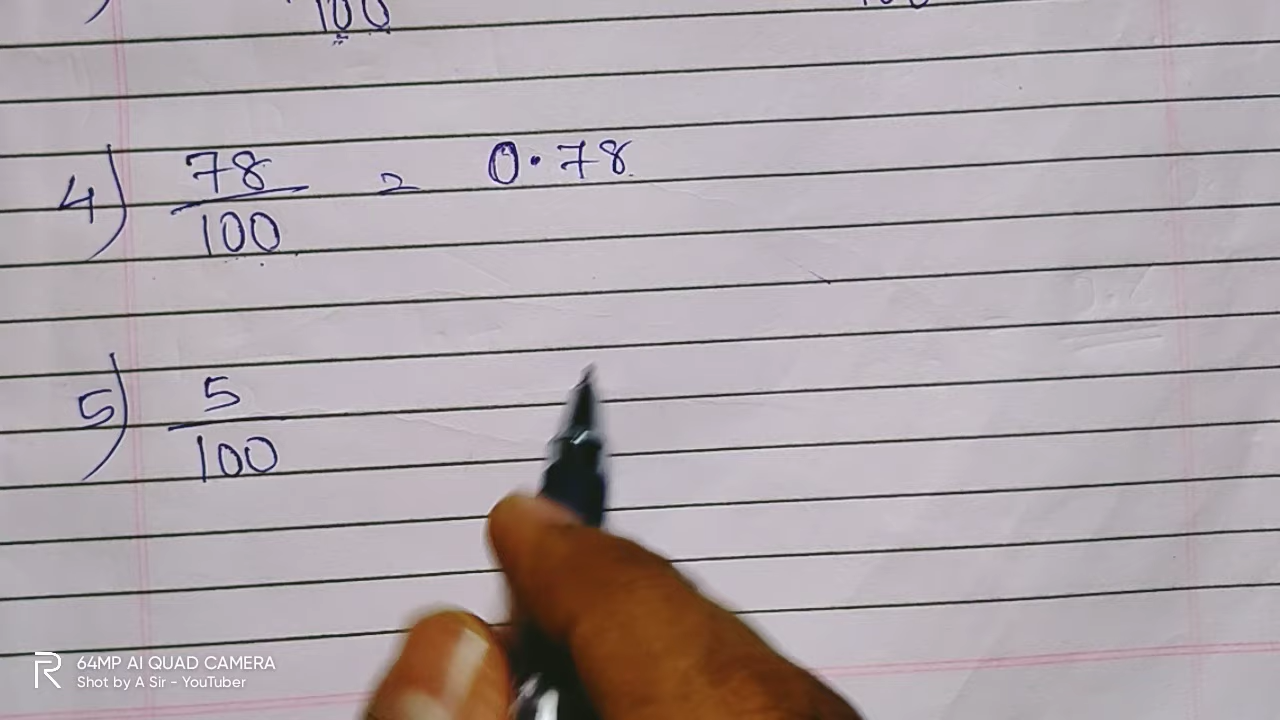 100
4) 78/100 = 0.78
5) 5/100
64MP AI QUAD CAMERA
Shot by A Sir - YouTuber